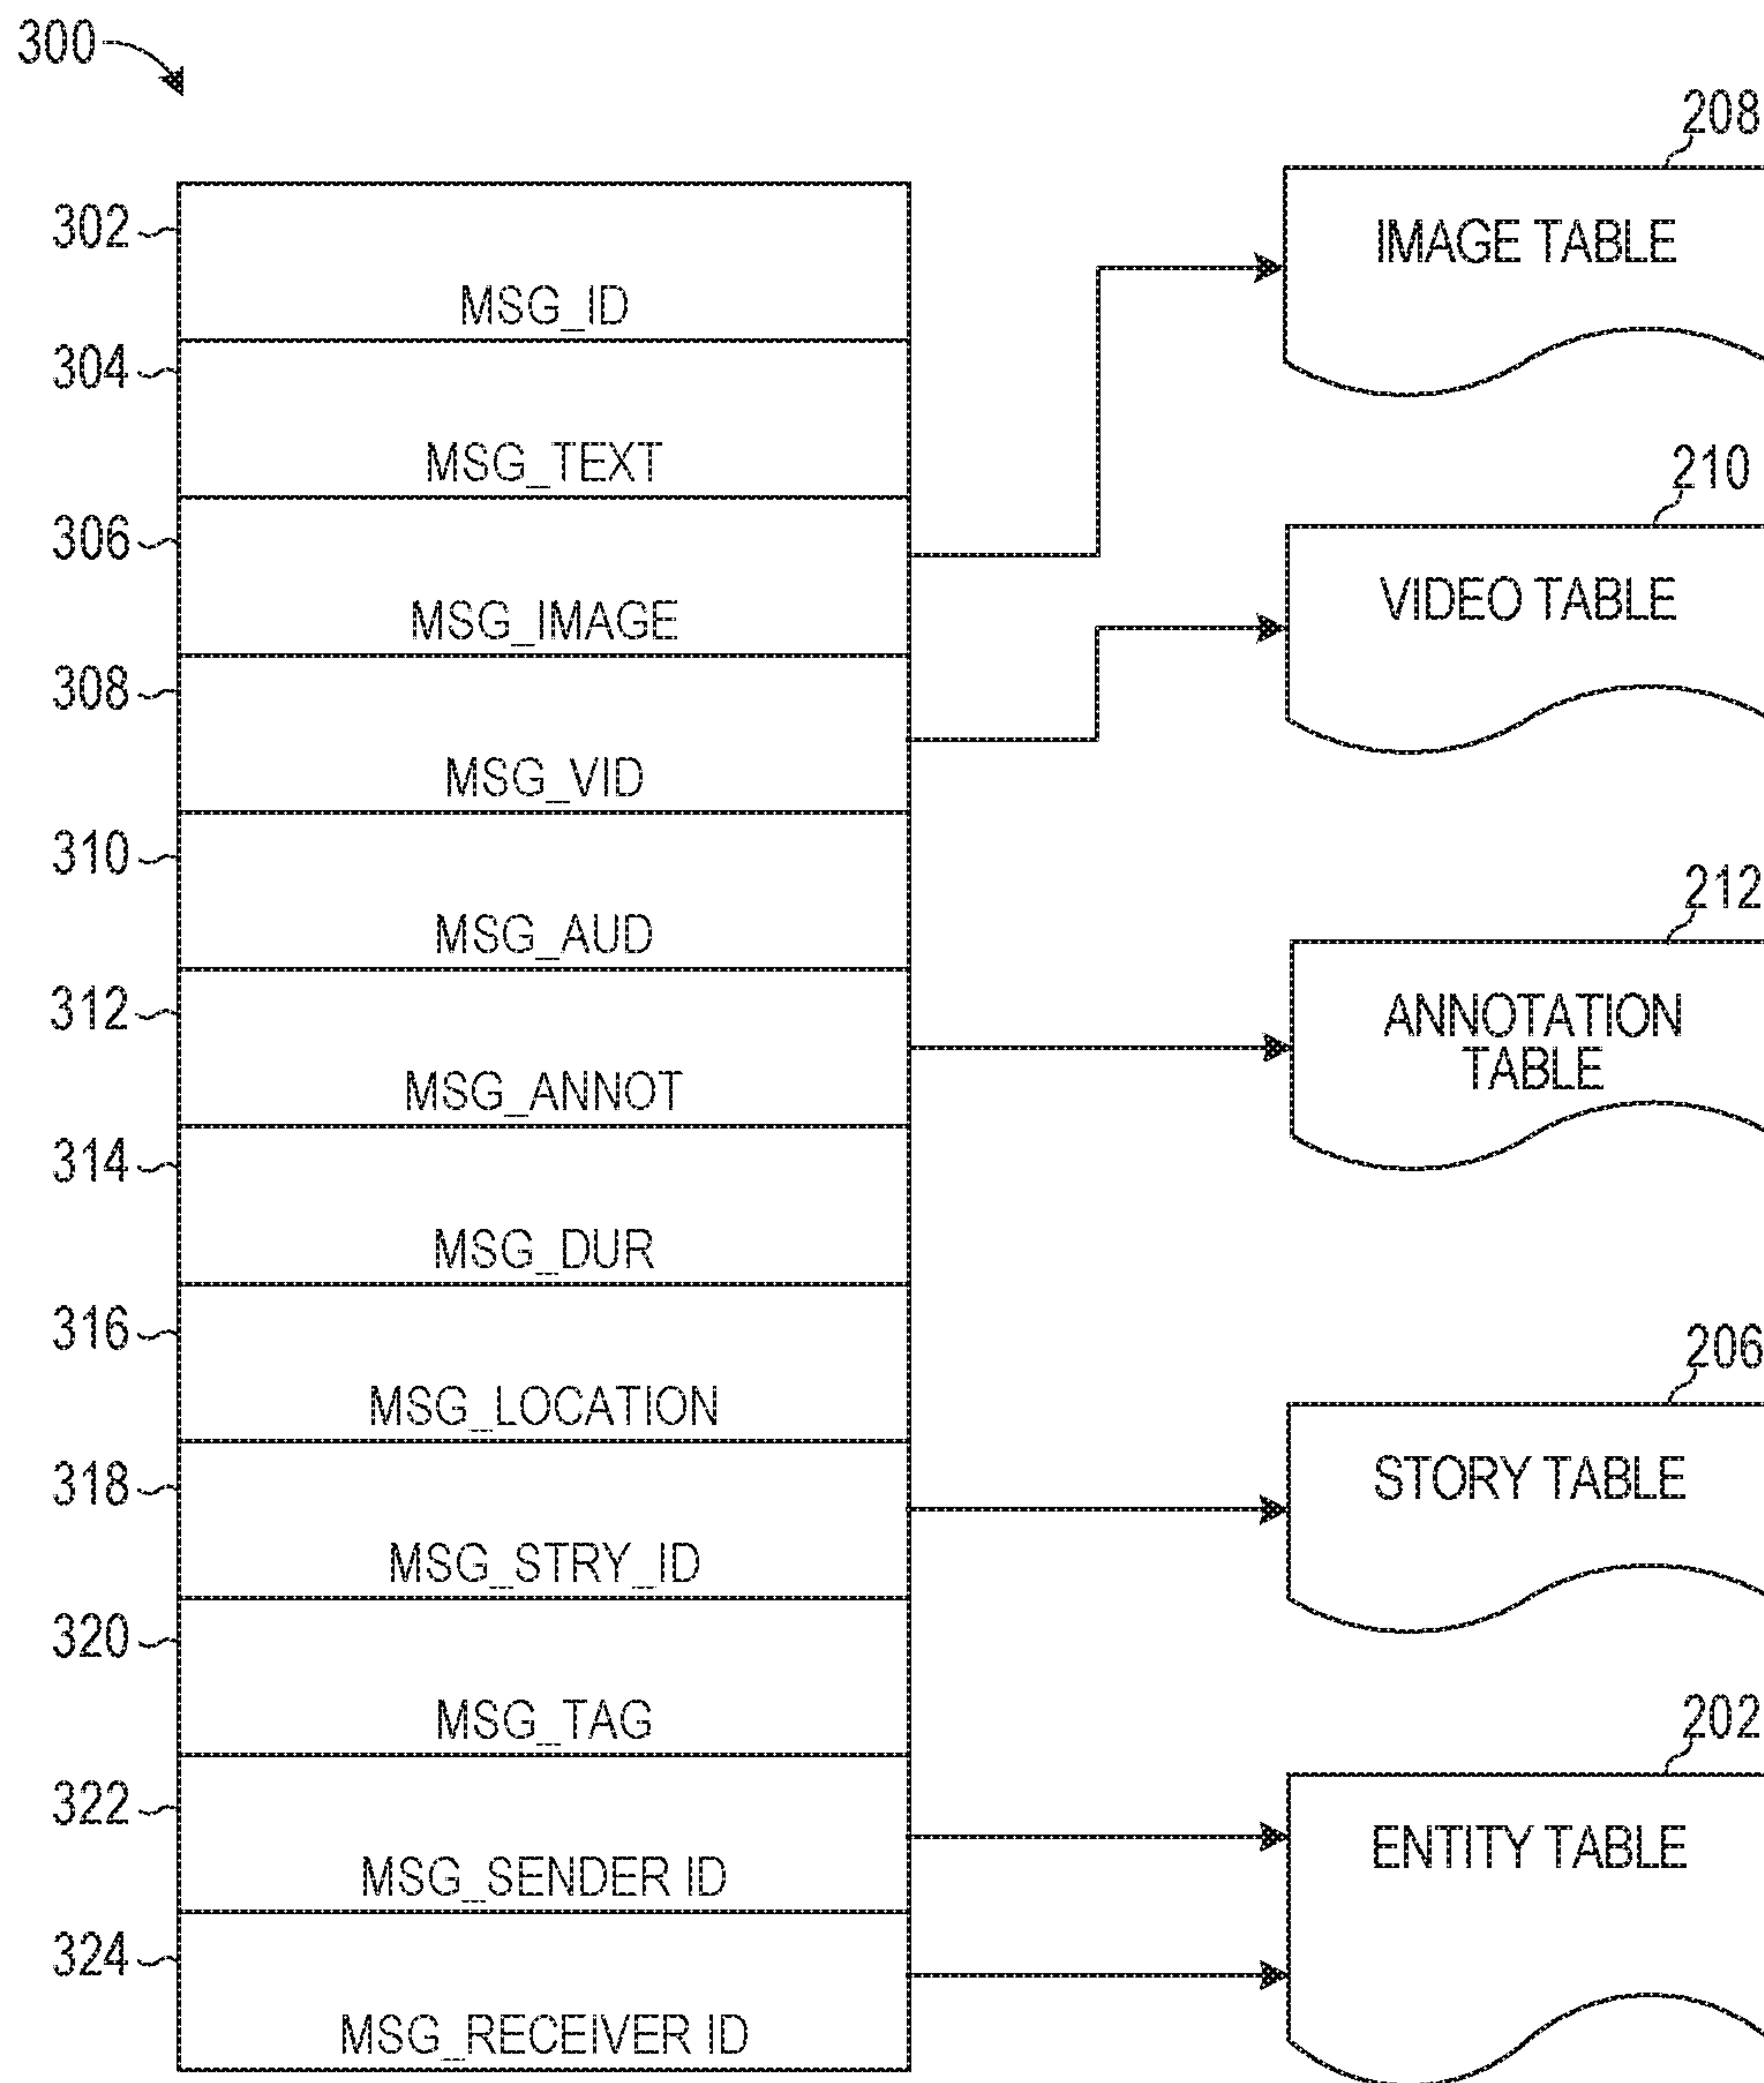 300
302
MSG_ID
304
MSG_TEXT
306
MSG_IMAGE
308
MSG_VID
310
MSG_AUD
312
MSG_ANNOT
314
MSG_DUR
316
MSG_LOCATION
318
MSG_STRY_ID
320
MSG_TAG
322
MSG_SENDER ID
324
MSG_RECEIVER ID
208
IMAGE TABLE
210
VIDEO TABLE
212
ANNOTATION
TABLE
206
STORY TABLE
202
ENTITY TABLE